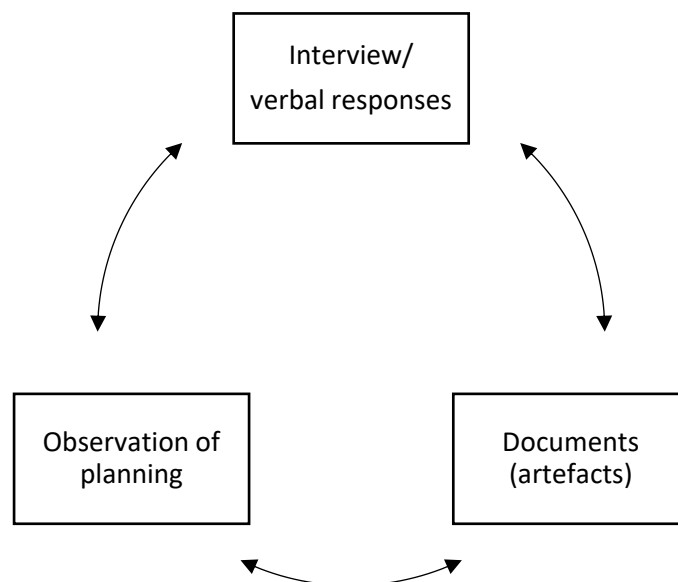 Interview/
verbal responses
Observation of
planning
Documents
(artefacts)